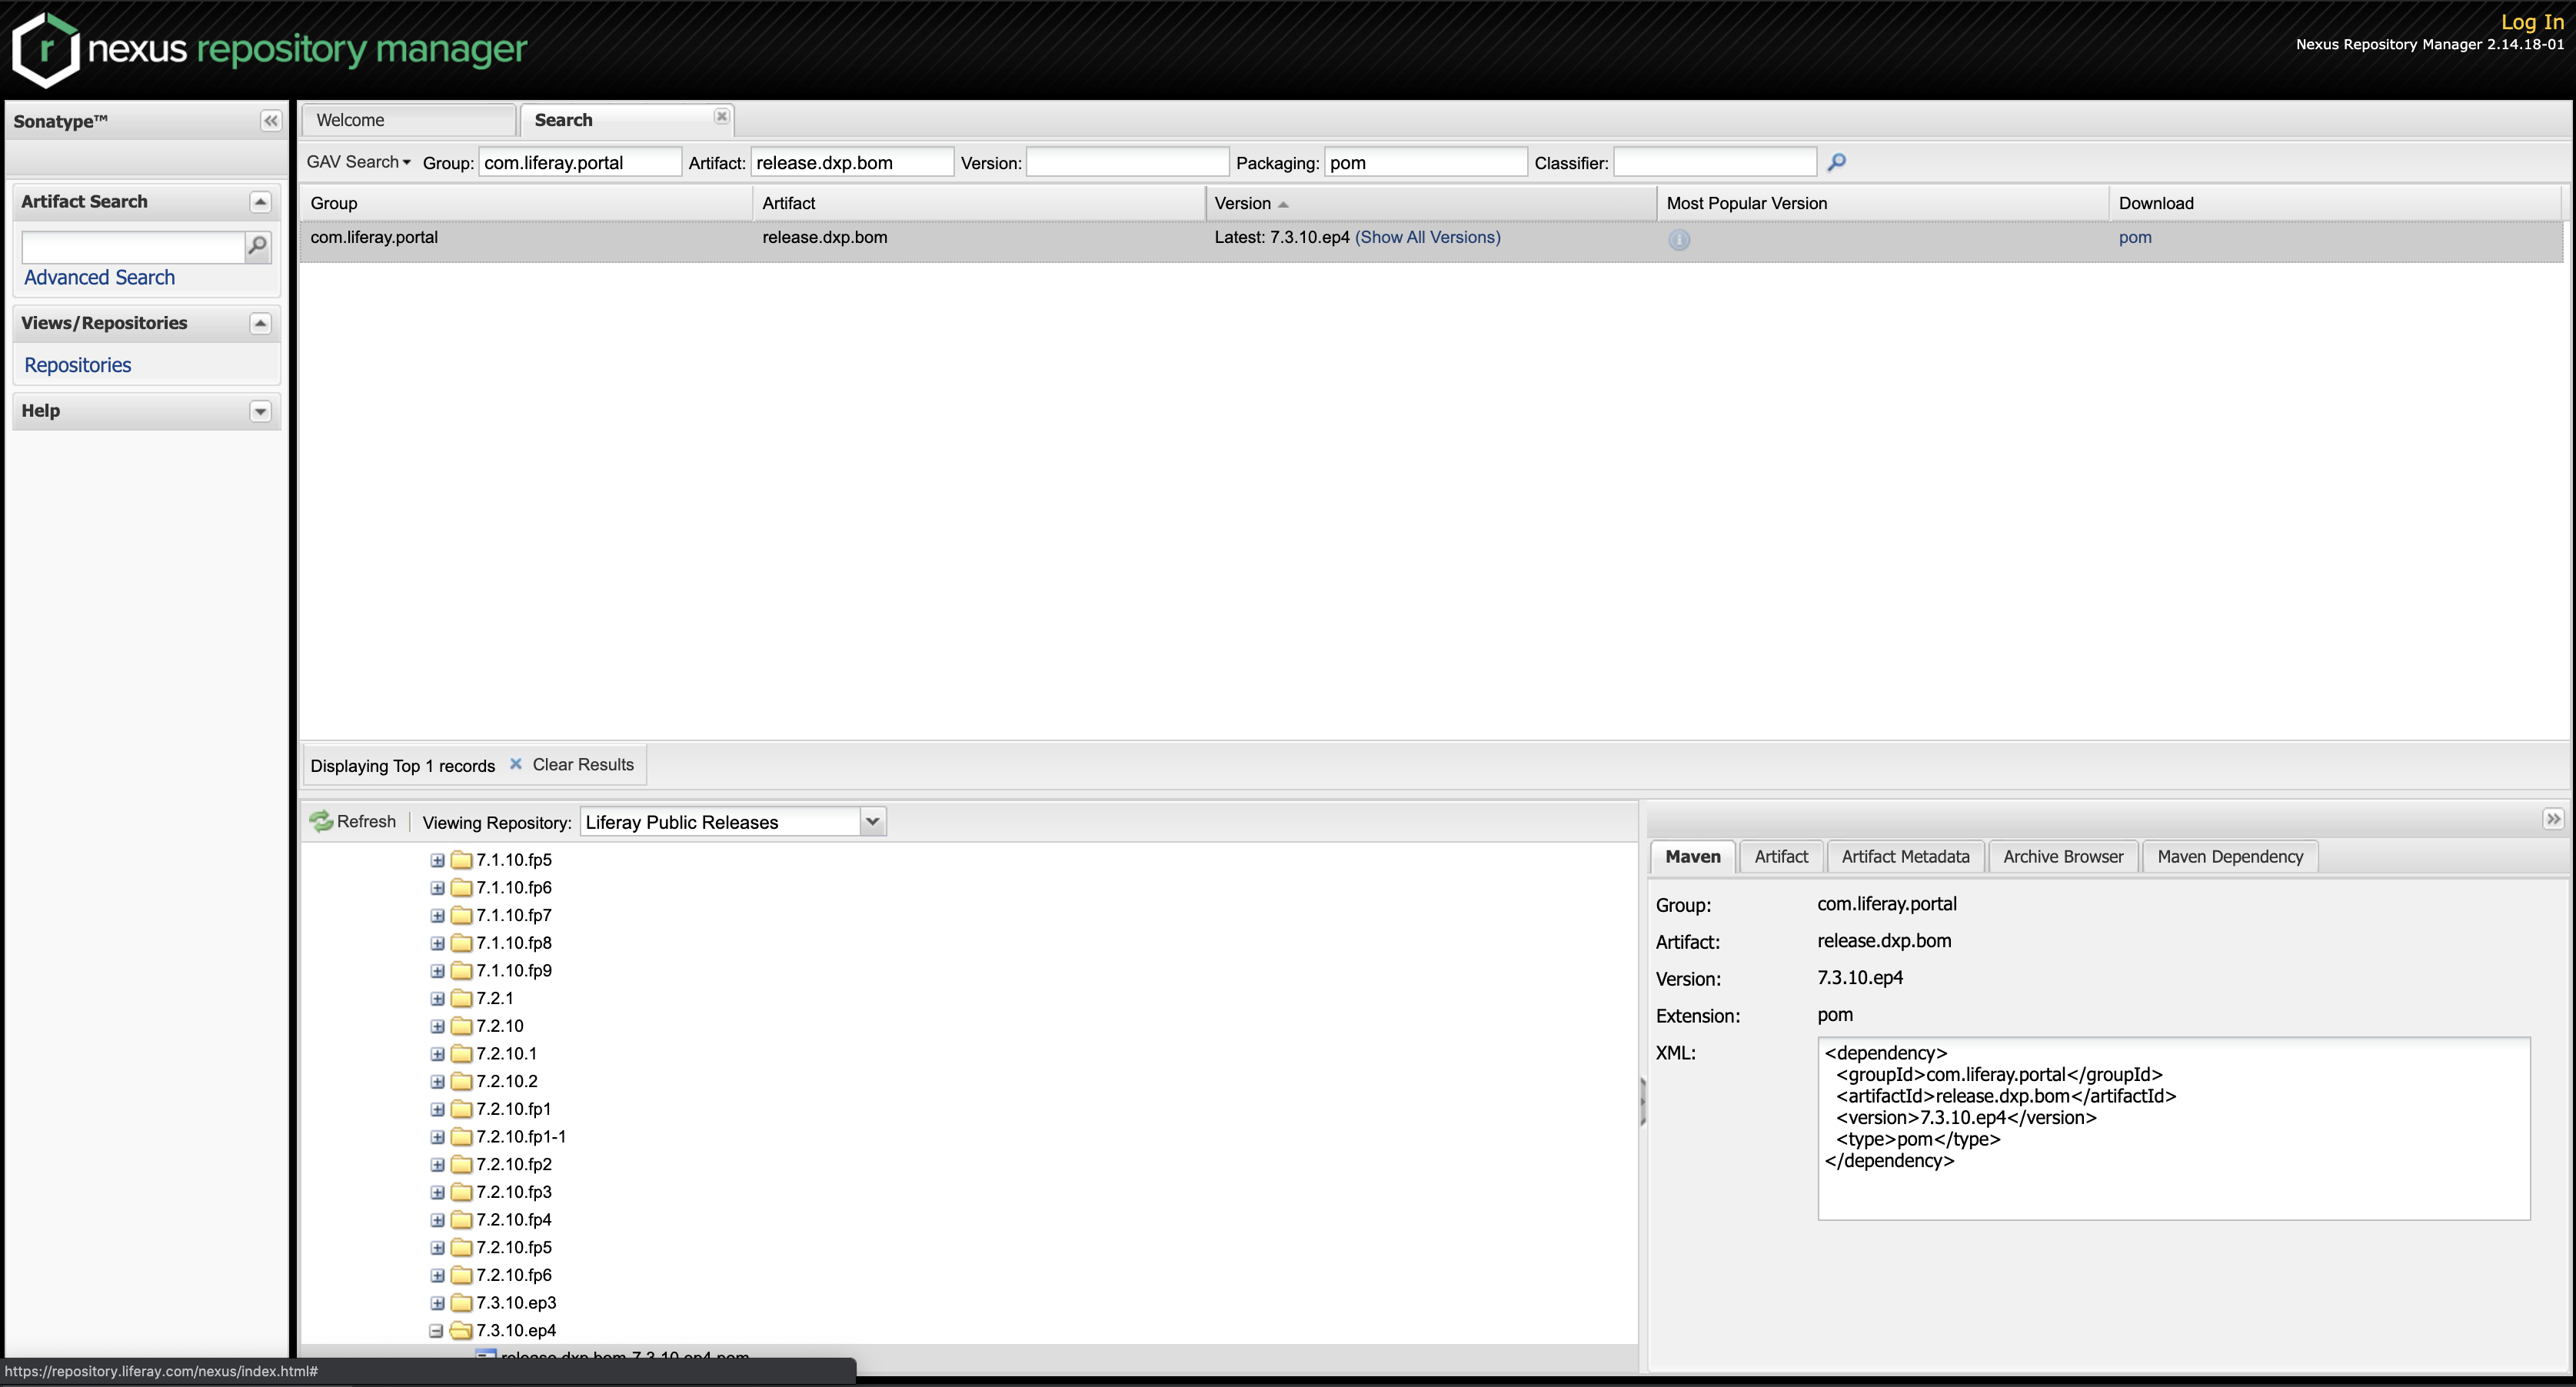 nexus repository manager
Log In
Nexus Repository Manager 2.14.18-01
Sonatype™
Artifact Search
Advanced Search
Views/Repositories
Repositories
Help
Welcome
Search
GAV Search Group: com.liferay.portal Artifact: release.dxp.bom Version: Packaging: pom Classifier:
Group Artifact Version Most Popular Version Download
com.liferay.portal release.dxp.bom Latest: 7.3.10.ep4 (Show All Versions) pom
Displaying Top 1 records Clear Results
Refresh Viewing Repository: Liferay Public Releases
7.1.10.fp5
7.1.10.fp6
7.1.10.fp7
7.1.10.fp8
7.1.10.fp9
7.2.1
7.2.10
7.2.10.1
7.2.10.2
7.2.10.fp1
7.2.10.fp1-1
7.2.10.fp2
7.2.10.fp3
7.2.10.fp4
7.2.10.fp5
7.2.10.fp6
7.3.10.ep3
7.3.10.ep4
release.dxp.bom-7.3.10.ep4.pom
Maven Artifact Artifact Metadata Archive Browser Maven Dependency
Group: com.liferay.portal
Artifact: release.dxp.bom
Version: 7.3.10.ep4
Extension: pom
XML:
<dependency>
<groupId>com.liferay.portal</groupId>
<artifactId>release.dxp.bom</artifactId>
<version>7.3.10.ep4</version>
<type>pom</type>
</dependency>
https://repository.liferay.com/nexus/index.html#